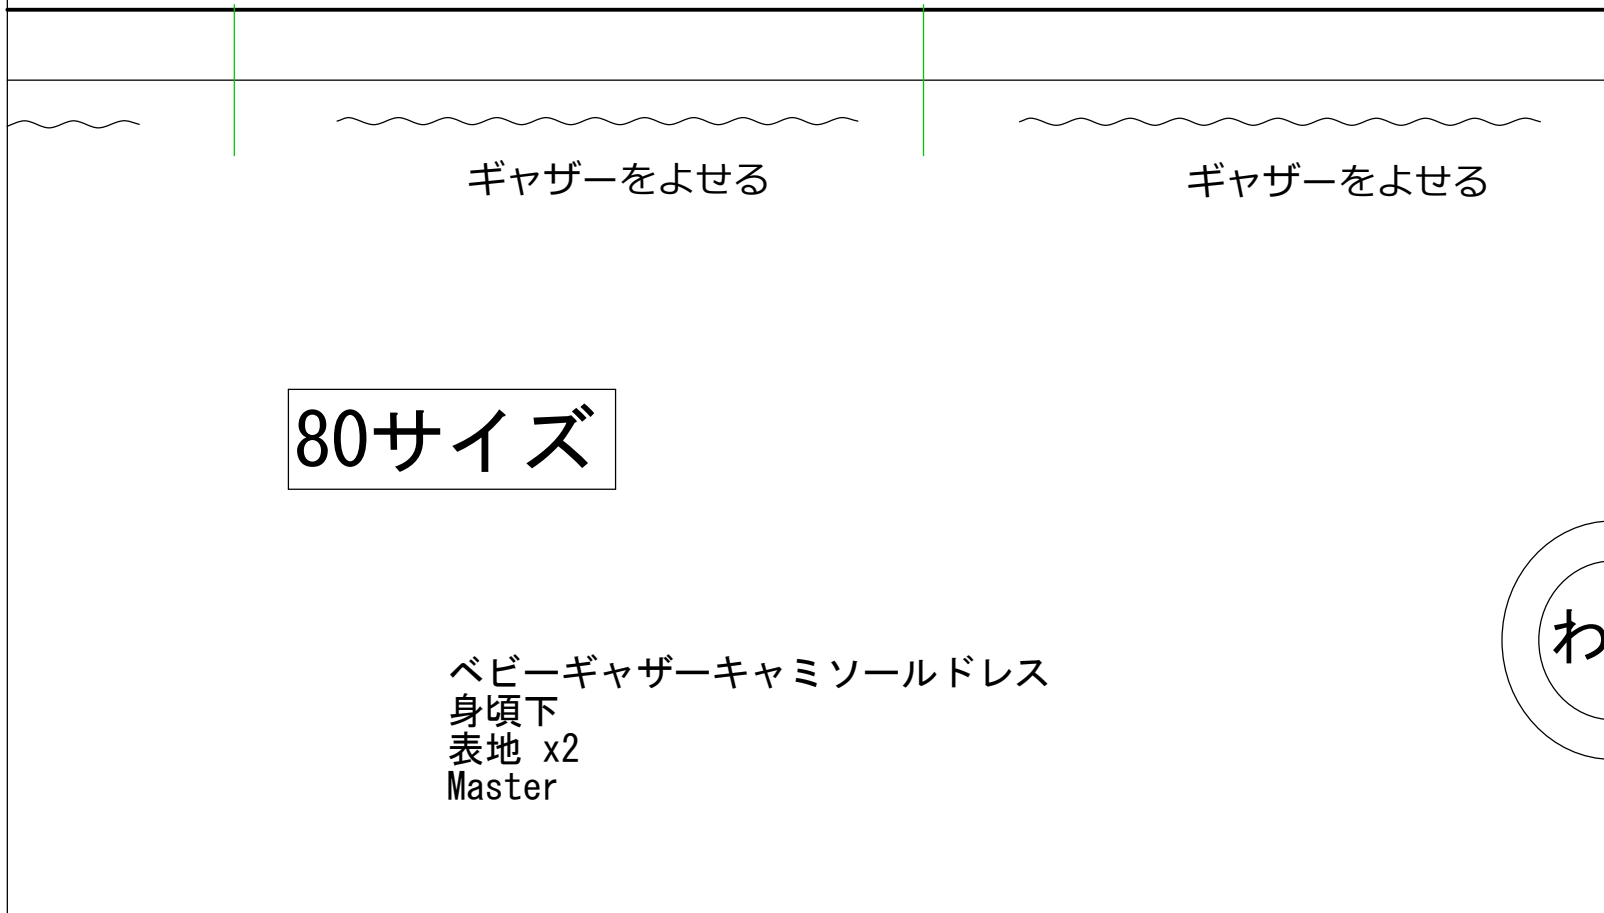 ギャザーをよせる
ギャザーをよせる
80サイズ
わ
ベビーギャザーキャミソールドレス
身頃下
表地 x2
Master